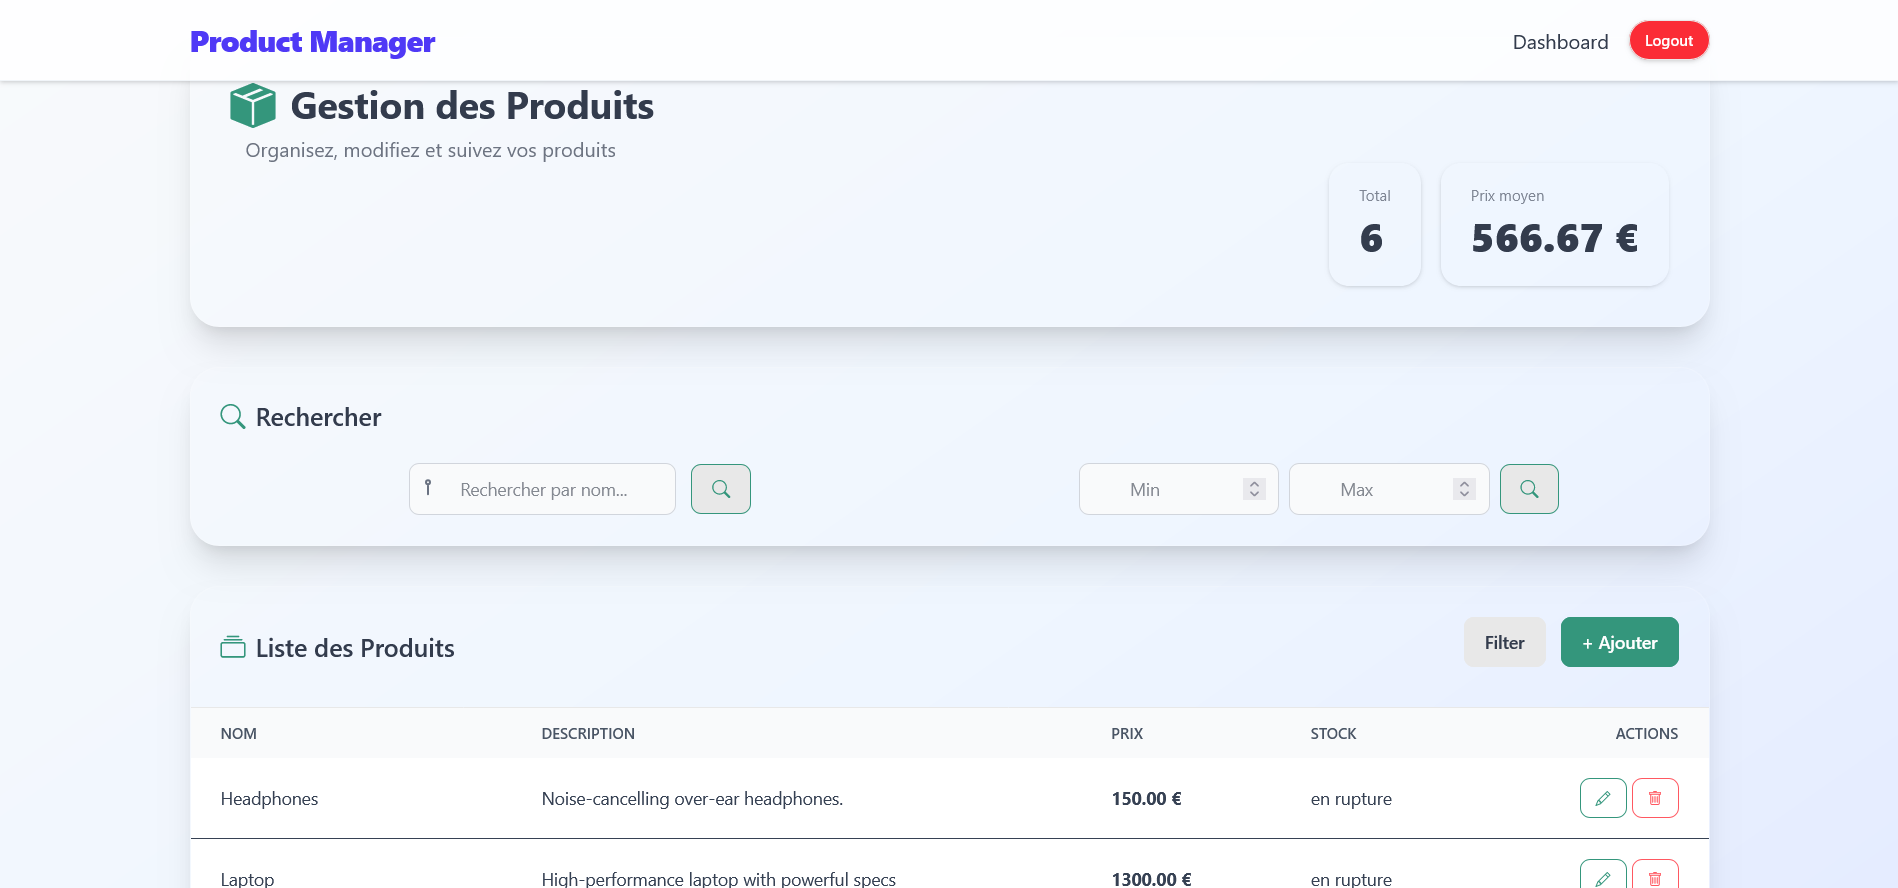 Product Manager
Dashboard
Logout
Gestion des Produits
Organisez, modifiez et suivez vos produits
Total
6
Prix moyen
566.67 €
Rechercher
Rechercher par nom...
Min
Max
Liste des Produits
Filter
+ Ajouter
NOM DESCRIPTION PRIX STOCK ACTIONS
Headphones Noise-cancelling over-ear headphones. 150.00 € en rupture
Laptop High-performance laptop with powerful specs 1300.00 € en rupture